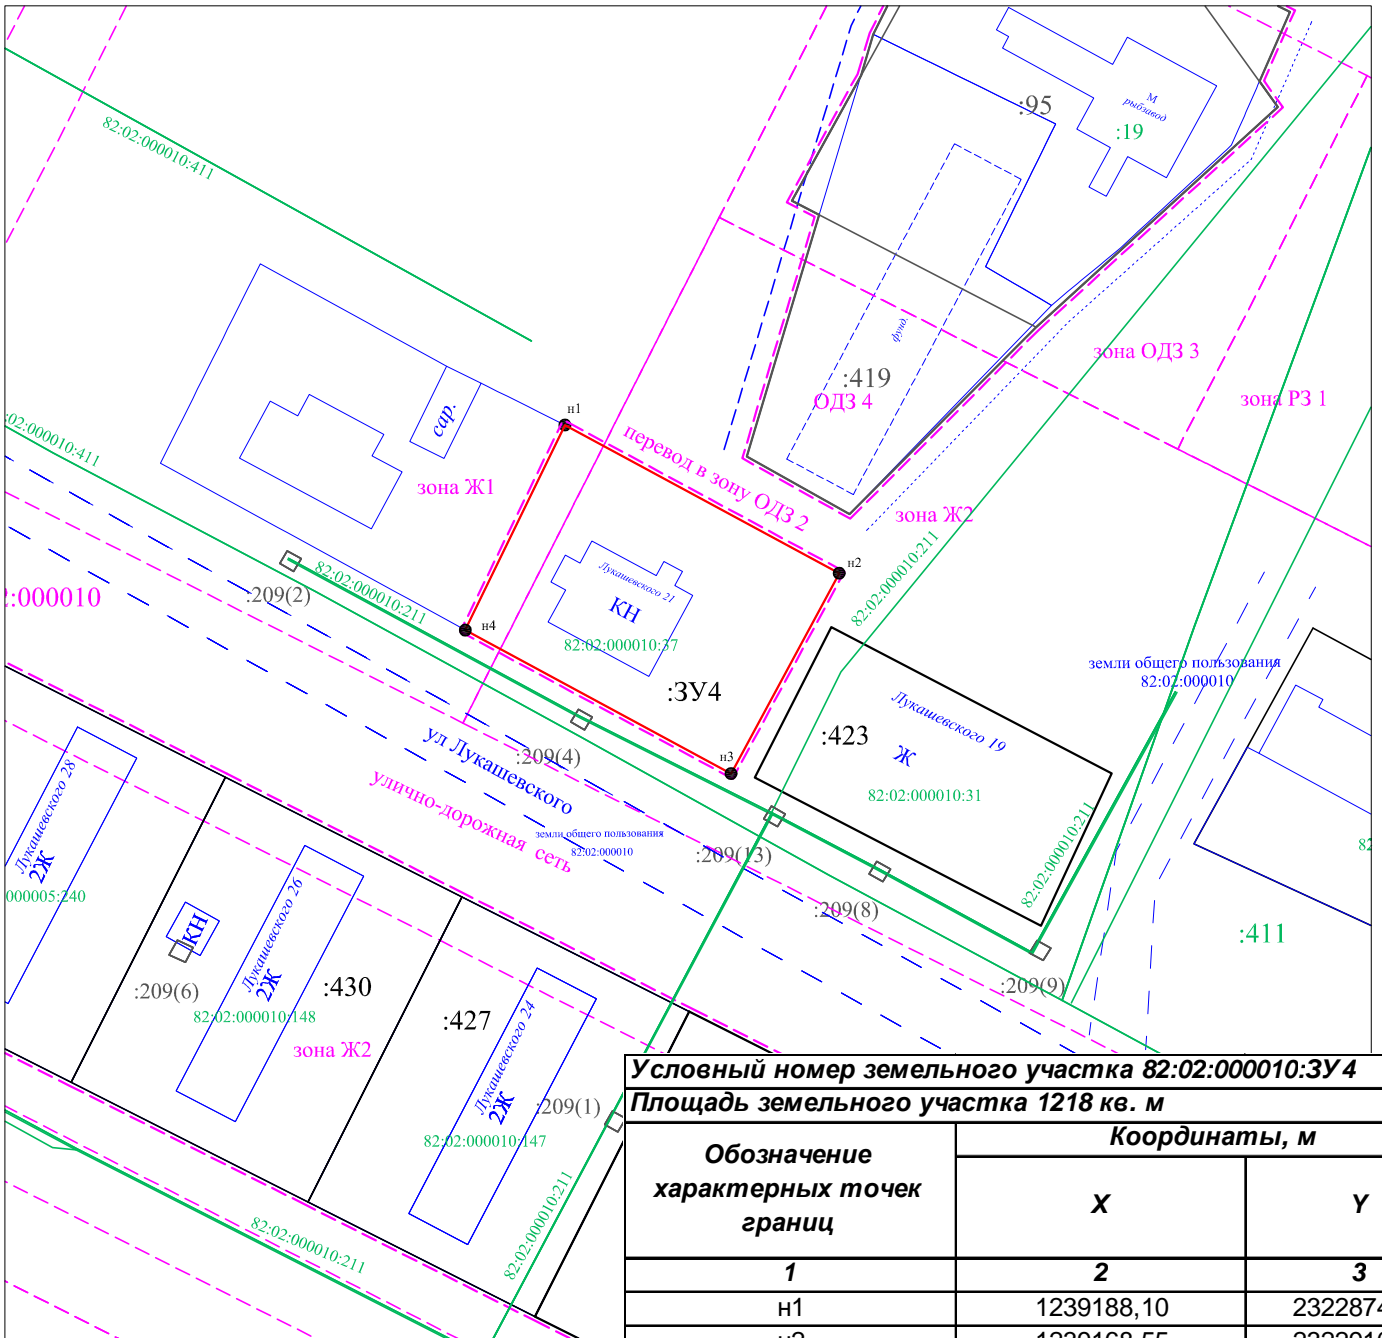 82:02:000010:411
:95
М
рыбзавод
:19
фунд.
:419
ОДЗ 4
зона ОДЗ 3
зона РЗ 1
сар.
н1
перевод в зону ОДЗ 2
зона Ж1
зона Ж2
:02:000010:411
82:02:000010:211
:209(2)
:000010
н4
Лукашевского 21
КН
82:02:000010:37
:ЗУ4
н2
82:02:000010:211
земли общего пользования
82:02:000010
Лукашевского 19
:423
Ж
82:02:000010:31
82:02:000010:211
н3
:209(4)
ул Лукашевского
улично-дорожная сеть
земли общего пользования
82:02:000010
:209(13)
:209(8)
:209(9)
:411
82
Лукашевского 28
2Ж
000005:240
КН
:209(6)
Лукашевского 26
2Ж
:430
82:02:000010:148
зона Ж2
:427
Лукашевского 24
2Ж
82:02:000010:147
:209(1)
82:02:000010:211
82:02:000010:211
Условный номер земельного участка 82:02:000010:ЗУ4
Площадь земельного участка 1218 кв. м
Обозначение
характерных точек
границ
Координаты, м
X
Y
1
2
3
н1
1239188,10
2322874